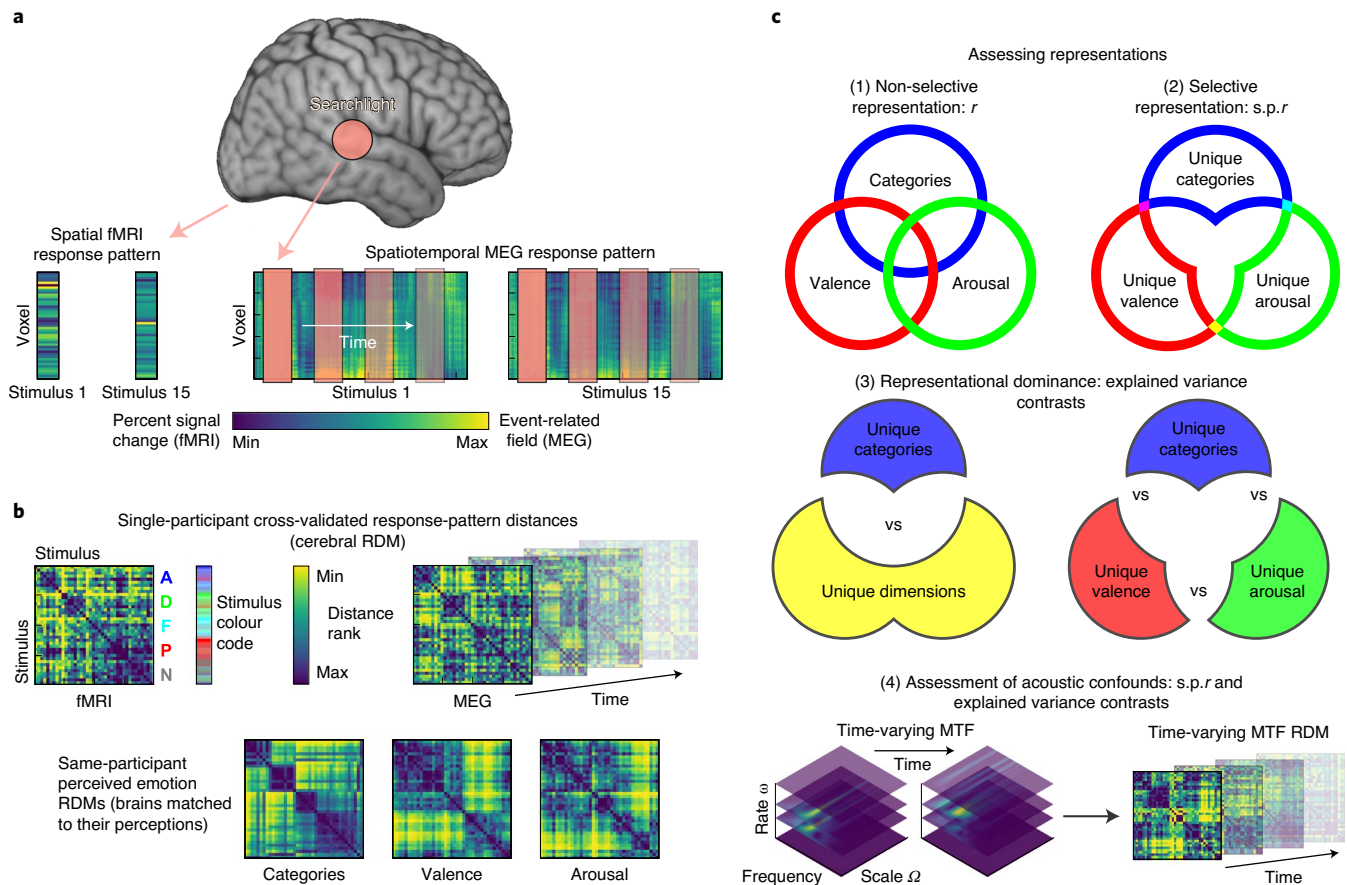 a
Searchlight
Spatial fMRI
response pattern
Voxel
Stimulus 1
Stimulus 15
Spatiotemporal MEG response pattern
Voxel
Time
Stimulus 1
Stimulus 15
Percent signal
change (fMRI)
Min
Max
Event-related
field (MEG)
b
Single-participant cross-validated response-pattern distances
(cerebral RDM)
Stimulus
Stimulus
fMRI
A
D
F
P
N
Stimulus
colour
code
Min
Distance
rank
Max
MEG
Time
Same-participant
perceived emotion
RDMs (brains matched
to their perceptions)
Categories
Valence
Arousal
c
Assessing representations
(1) Non-selective
representation: r
Categories
Valence
Arousal
(2) Selective
representation: s.p.r
Unique
categories
Unique
valence
Unique
arousal
(3) Representational dominance: explained variance
contrasts
Unique
categories
vs
Unique dimensions
Unique
categories
vs
vs
Unique
valence
vs
Unique
arousal
(4) Assessment of acoustic confounds: s.p.r and
explained variance contrasts
Time-varying MTF
Time
Rate ω
Frequency
Scale Ω
Time-varying MTF RDM
Time